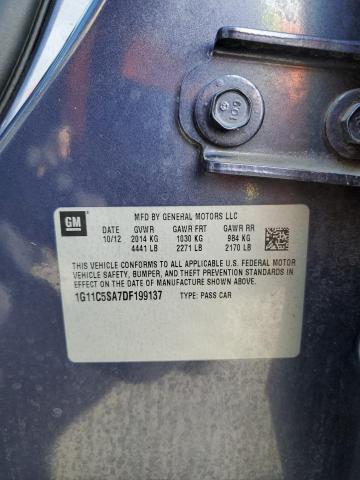 109
GM
MFD BY GENERAL MOTORS LLC
DATE GVWR GAWR FRT GAWR RR
10/12 2014 KG 1030 KG 984 KG
4441 LB 2271 LB 2170 LB
THIS VEHICLE CONFORMS TO ALL APPLICABLE U.S. FEDERAL MOTOR
VEHICLE SAFETY, BUMPER, AND THEFT PREVENTION STANDARDS IN
EFFECT ON THE DATE OF MANUFACTURE SHOWN ABOVE.
1G11C5SA7DF199137 TYPE: PASS CAR